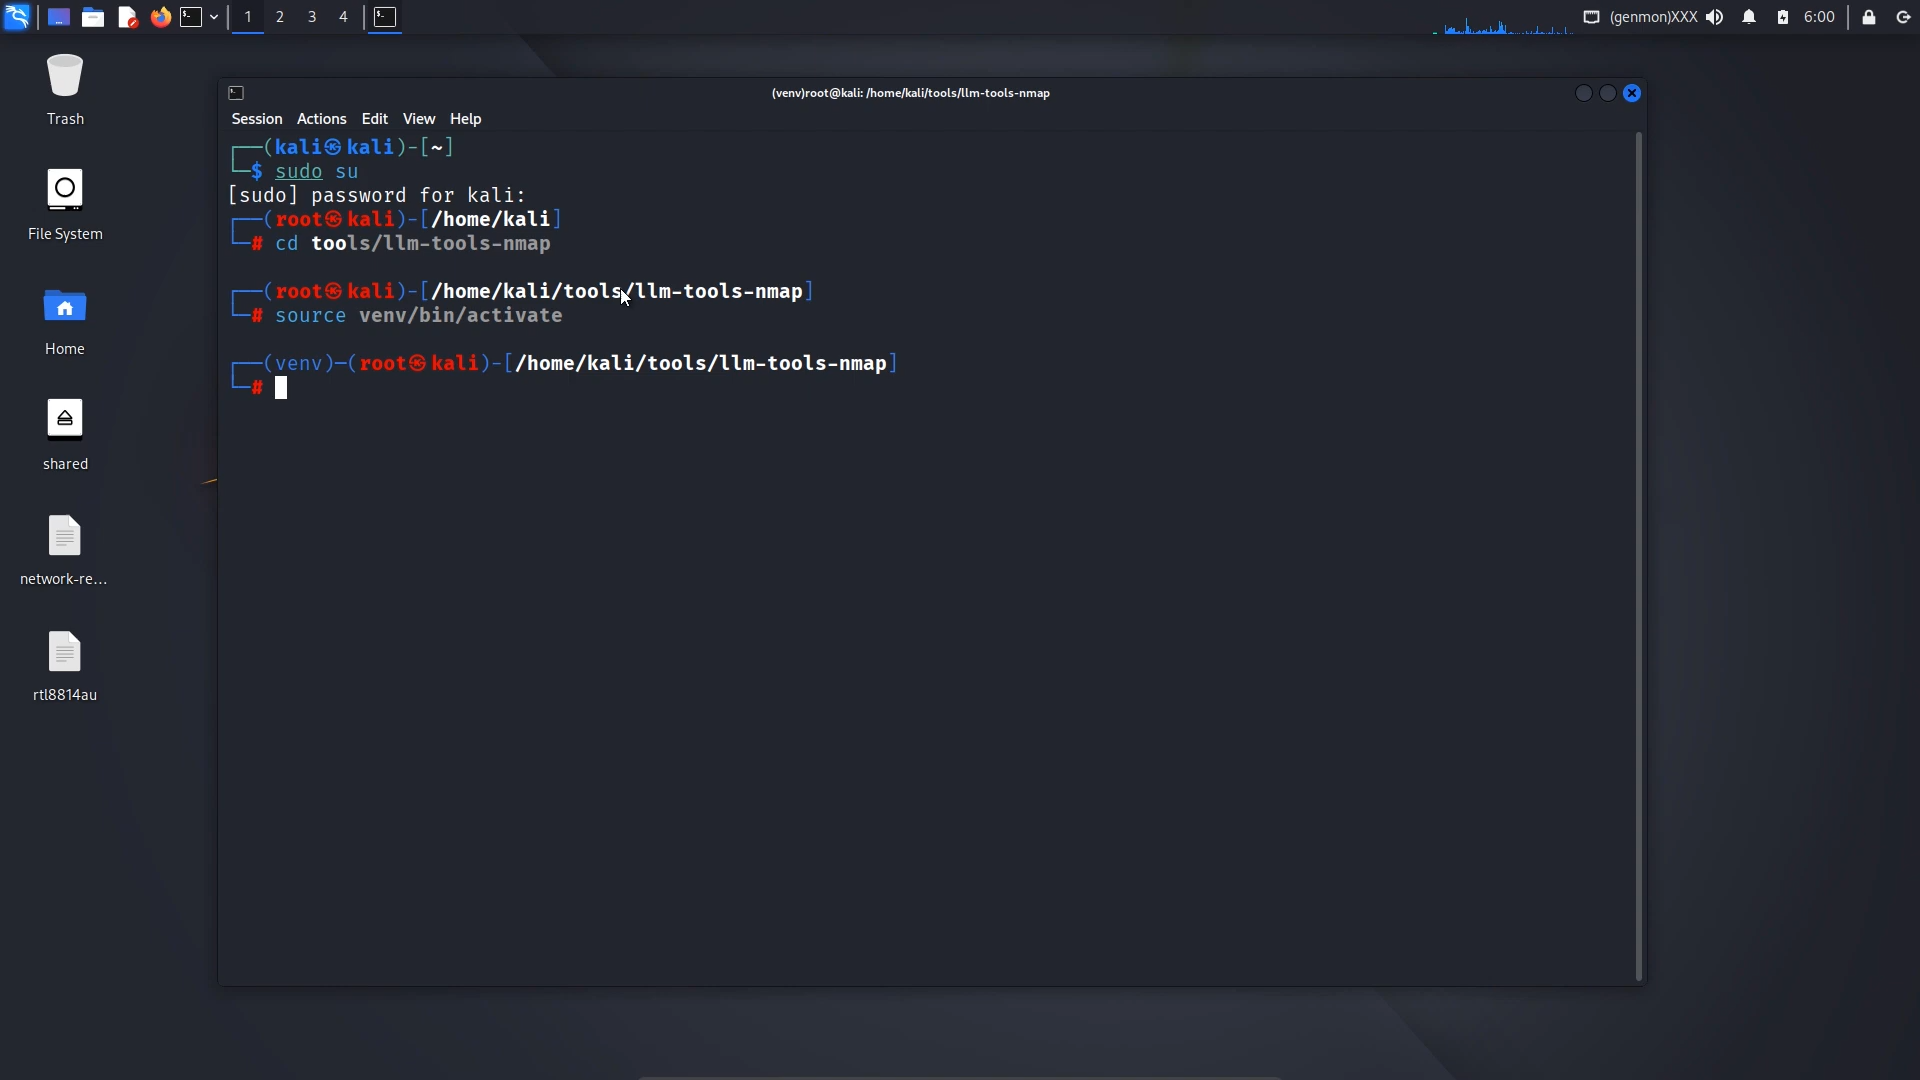 1 2 3 4 (genmon)XXX 6:00
Trash
File System
Home
shared
network-re...
rtl8814au
(venv)root@kali: /home/kali/tools/llm-tools-nmap
Session Actions Edit View Help
┌──(kali㉿kali)-[~]
└─$ sudo su
[sudo] password for kali:
┌──(root㉿kali)-[/home/kali]
└─# cd tools/llm-tools-nmap
┌──(root㉿kali)-[/home/kali/tools/llm-tools-nmap]
└─# source venv/bin/activate
┌──(venv)─(root㉿kali)-[/home/kali/tools/llm-tools-nmap]
└─#